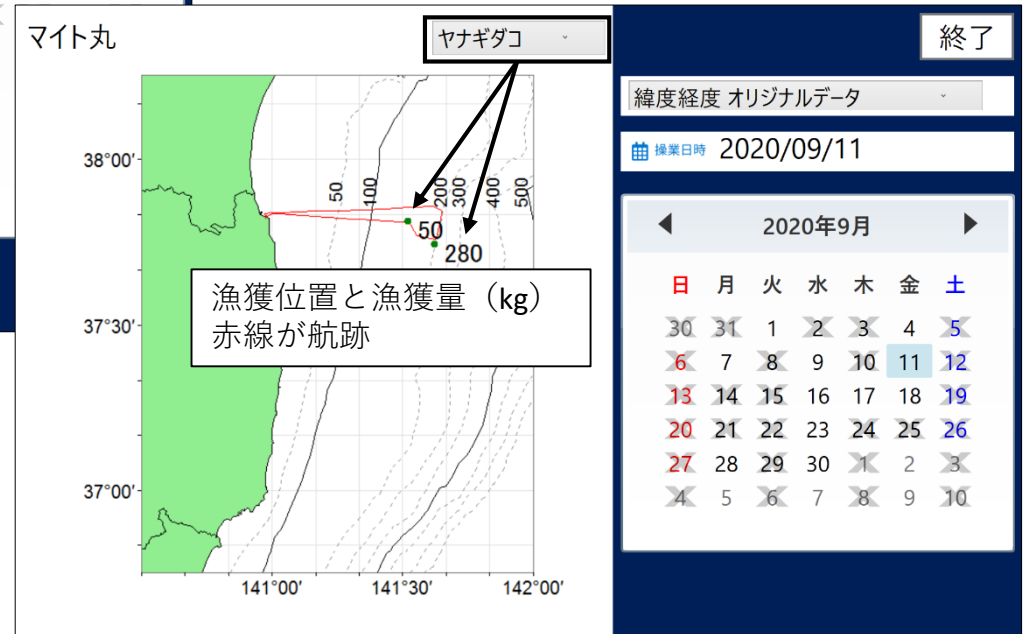 マイト丸
ヤナギダコ
終了
緯度経度 オリジナルデータ
操業日時 2020/09/11
2020年9月
日 月 火 水 木 金 土
30 31 1 2 3 4 5
6 7 8 9 10 11 12
13 14 15 16 17 18 19
20 21 22 23 24 25 26
27 28 29 30 1 2 3
4 5 6 7 8 9 10
38°00′
37°30′
37°00′
141°00′ 141°30′ 142°00′
50 100 200 300 400 500
50
280
漁獲位置と漁獲量（kg）
赤線が航跡